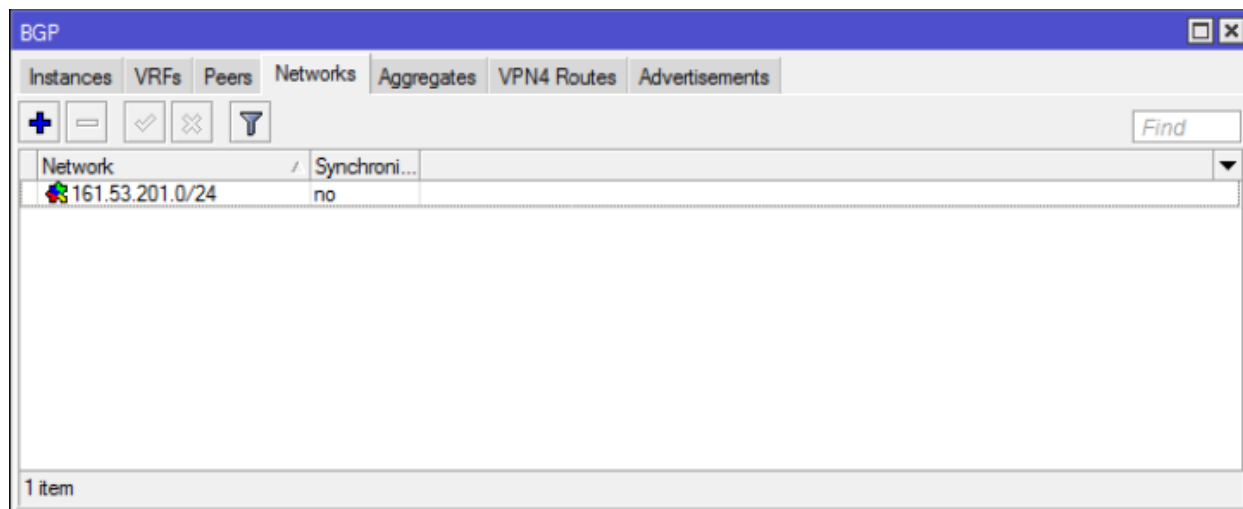 BGP
Instances VRFs Peers Networks Aggregates VPN4 Routes Advertisements
Find
Network Synchroni...
161.53.201.0/24 no
1 item